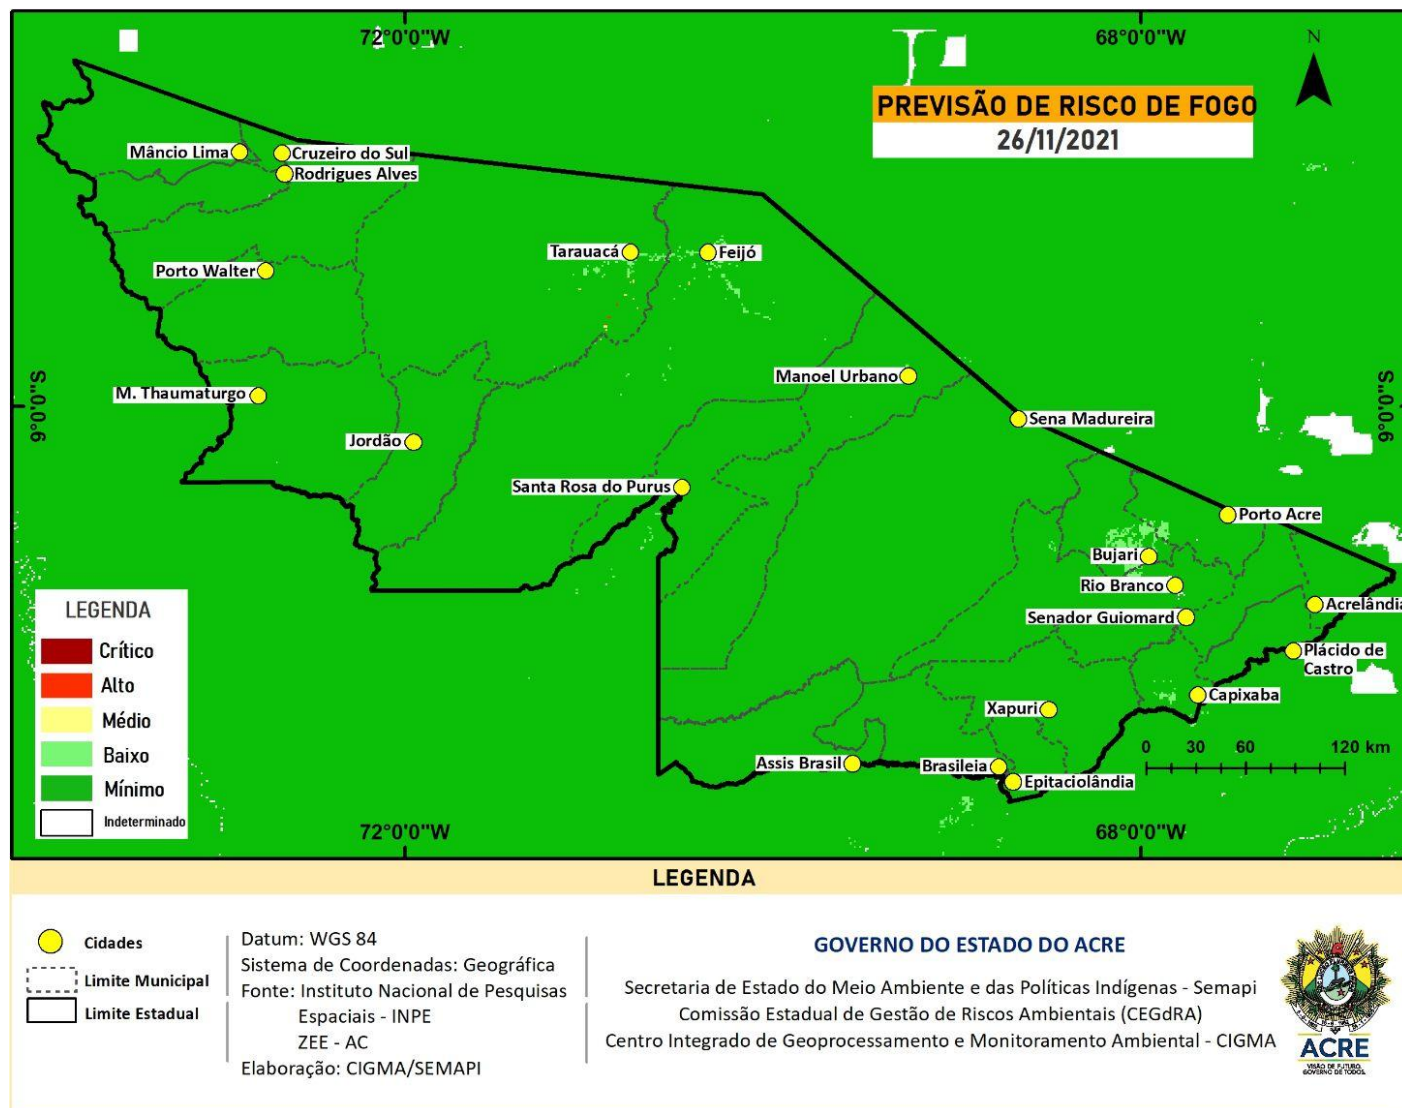 72°0'0"W
68°0'0"W
N
PREVISÃO DE RISCO DE FOGO
26/11/2021
Mâncio Lima
Cruzeiro do Sul
Rodrigues Alves
Tarauacá
Feijó
Porto Walter
Manoel Urbano
M. Thaumaturgo
9°0'0"S
9°0'0"S
Sena Madureira
Jordão
Santa Rosa do Purus
Porto Acre
Bujari
Rio Branco
Acrelândia
Senador Guiomard
Plácido de
Castro
Capixaba
Xapuri
Assis Brasil
Brasileia
Epitaciolândia
0 30 60 120 km
LEGENDA
Crítico
Alto
Médio
Baixo
Mínimo
Indeterminado
72°0'0"W
68°0'0"W
LEGENDA
Cidades
Limite Municipal
Limite Estadual
Datum: WGS 84
Sistema de Coordenadas: Geográfica
Fonte: Instituto Nacional de Pesquisas
Espaciais - INPE
ZEE - AC
Elaboração: CIGMA/SEMAPI
GOVERNO DO ESTADO DO ACRE
Secretaria de Estado do Meio Ambiente e das Políticas Indígenas - Semapi
Comissão Estadual de Gestão de Riscos Ambientais (CEGdRA)
Centro Integrado de Geoprocessamento e Monitoramento Ambiental - CIGMA
ACRE
VISÃO DE FUTURO.
GOVERNO DE TODOS.